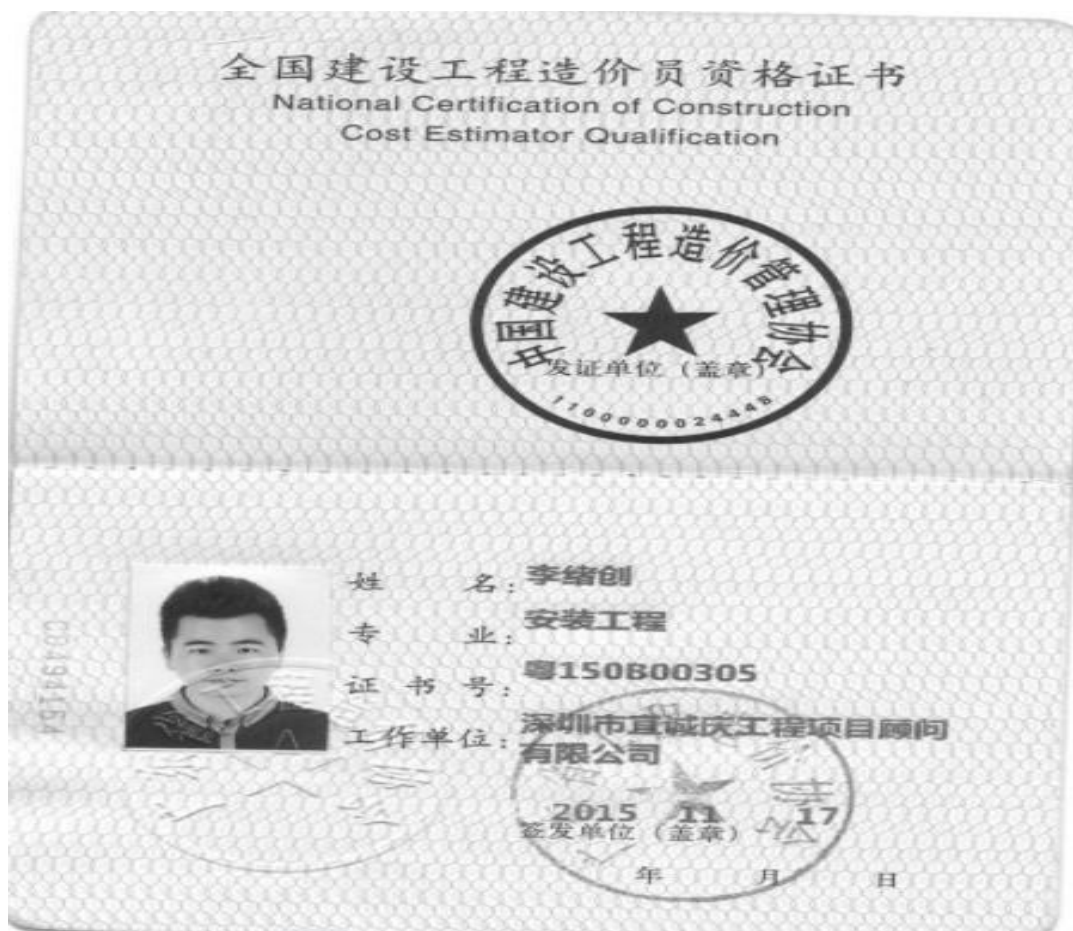 全国建设工程造价员资格证书
National Certification of Construction
Cost Estimator Qualification
中国建设工程造价管理协会
发证单位（盖章）
1100000024448
姓名：李绪创
专业：安装工程
证书号：粤150B00305
工作单位：深圳市宜诚庆工程项目顾问
有限公司
2015 11 17
签发单位（盖章）
年 月 日